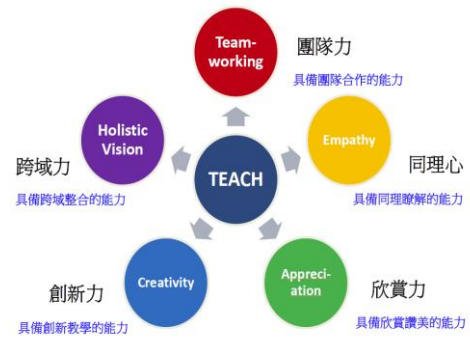 Team-
working
團隊力
具備團隊合作的能力
Empathy
同理心
具備同理瞭解的能力
Appreci-
ation
欣賞力
具備欣賞讚美的能力
Creativity
創新力
具備創新教學的能力
Holistic
Vision
跨域力
具備跨域整合的能力
TEACH